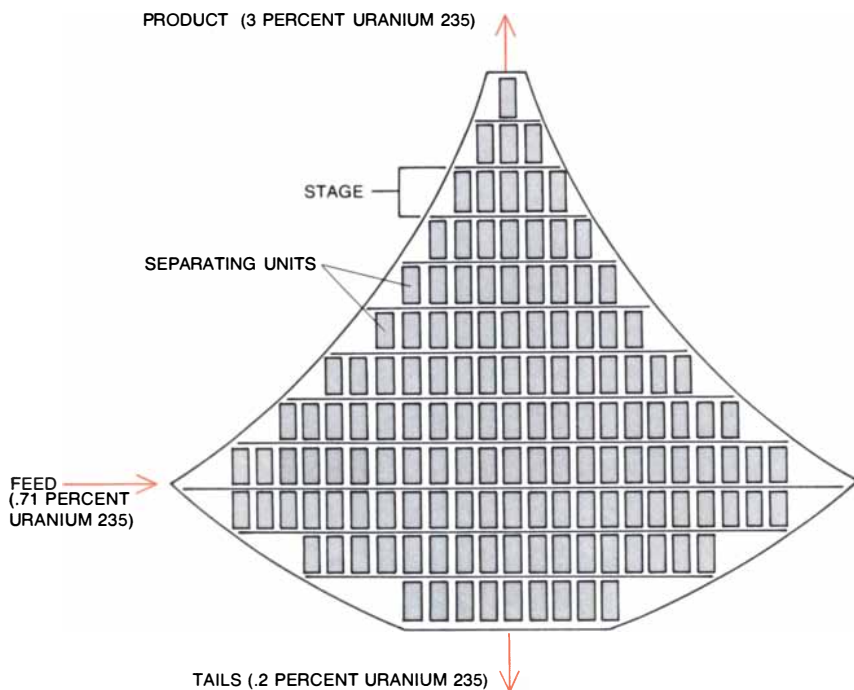 PRODUCT (3 PERCENT URANIUM 235)
STAGE
SEPARATING UNITS
FEED
(.71 PERCENT
URANIUM 235)
TAILS (.2 PERCENT URANIUM 235)